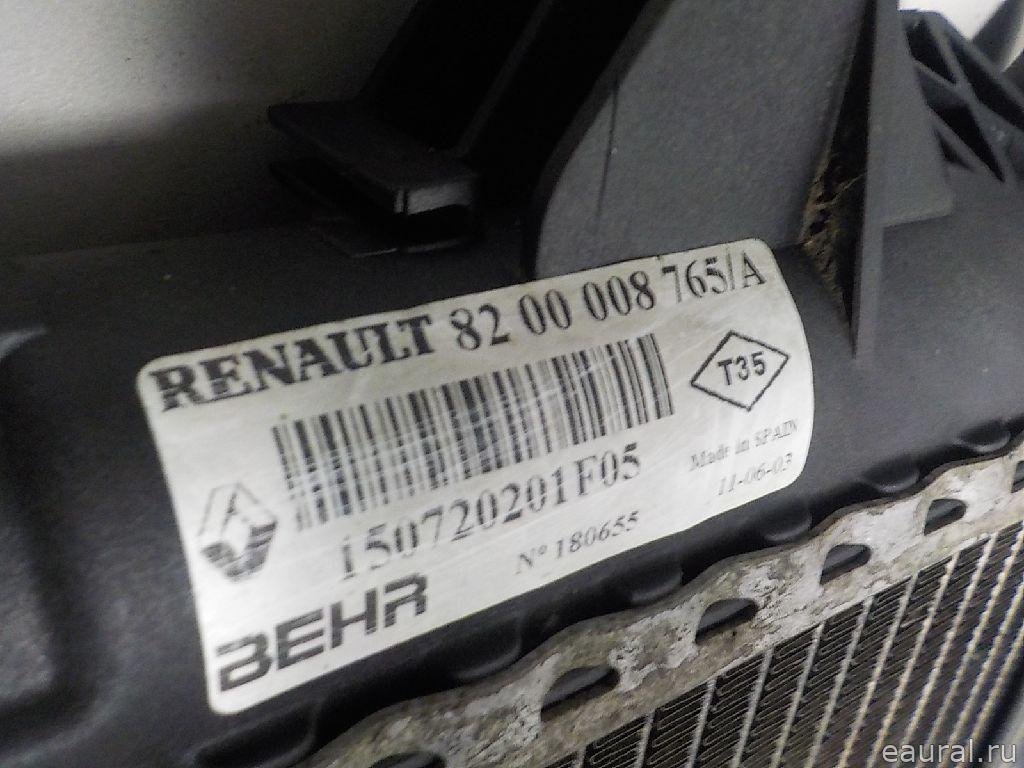 RENAULT 82 00 008 765/A
T35
150720201F05
Made in SPAIN
N° 180655
11-06-03
BEHR
eaural.ru